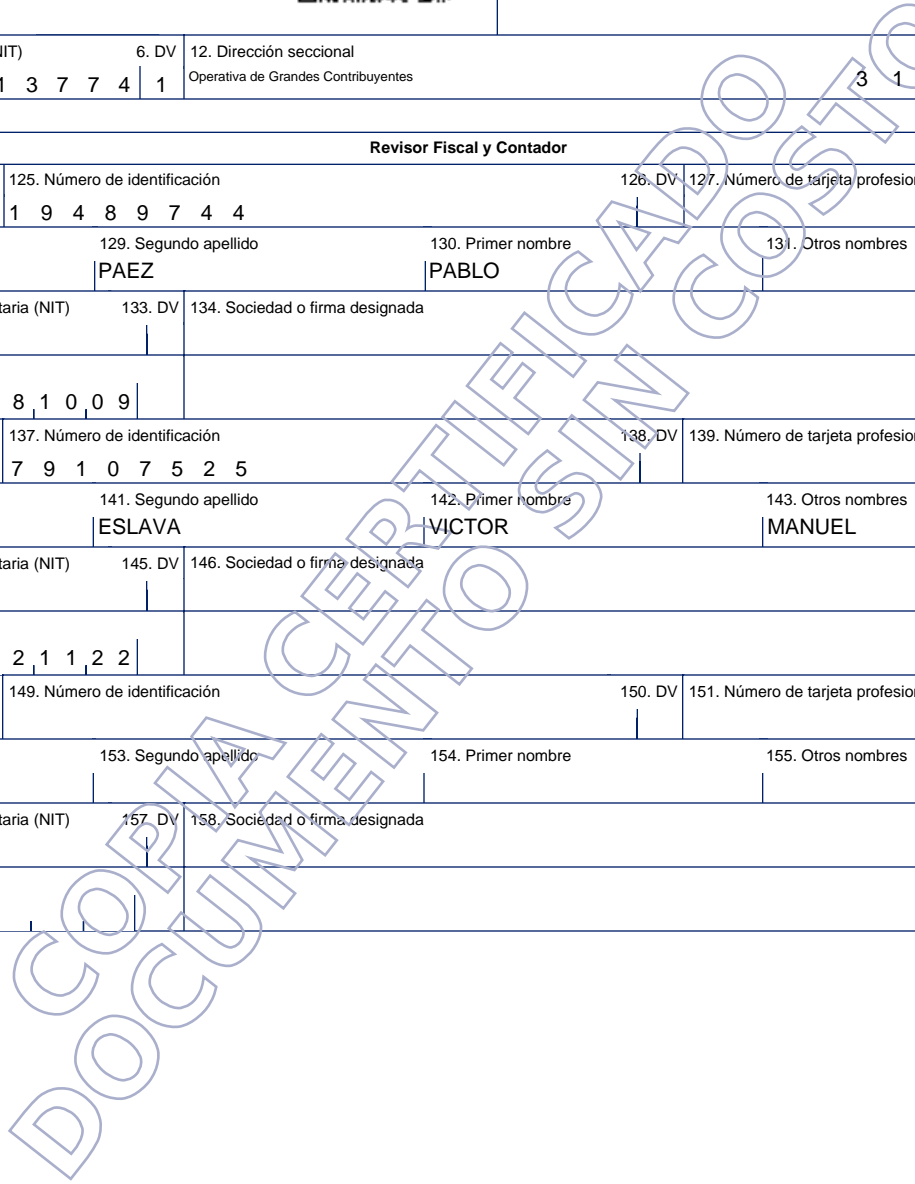 IT) 6. DV 12. Dirección seccional
1 3 7 7 4 1 Operativa de Grandes Contribuyentes 3 1
Revisor Fiscal y Contador
125. Número de identificación 126. DV 127. Número de tarjeta profesion
1 9 4 8 9 7 4 4
129. Segundo apellido 130. Primer nombre 131. Otros nombres
PAEZ PABLO
taria (NIT) 133. DV 134. Sociedad o firma designada
8 1 0 0 9
137. Número de identificación 138. DV 139. Número de tarjeta profesion
7 9 1 0 7 5 2 5
141. Segundo apellido 142. Primer nombre 143. Otros nombres
ESLAVA VICTOR MANUEL
taria (NIT) 145. DV 146. Sociedad o firma designada
2 1 1 2 2
149. Número de identificación 150. DV 151. Número de tarjeta profesion
153. Segundo apellido 154. Primer nombre 155. Otros nombres
taria (NIT) 157. DV 158. Sociedad o firma designada
COPIA CERTIFICADO
DOCUMENTO SIN COSTO